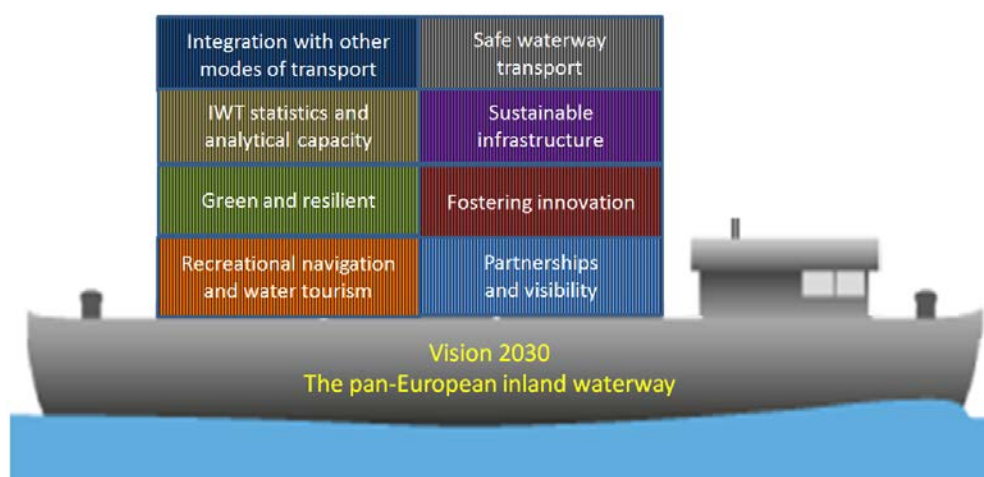 Integration with other
modes of transport
Safe waterway
transport
IWT statistics and
analytical capacity
Sustainable
infrastructure
Green and resilient
Fostering innovation
Recreational navigation
and water tourism
Partnerships
and visibility
Vision 2030
The pan-European inland waterway